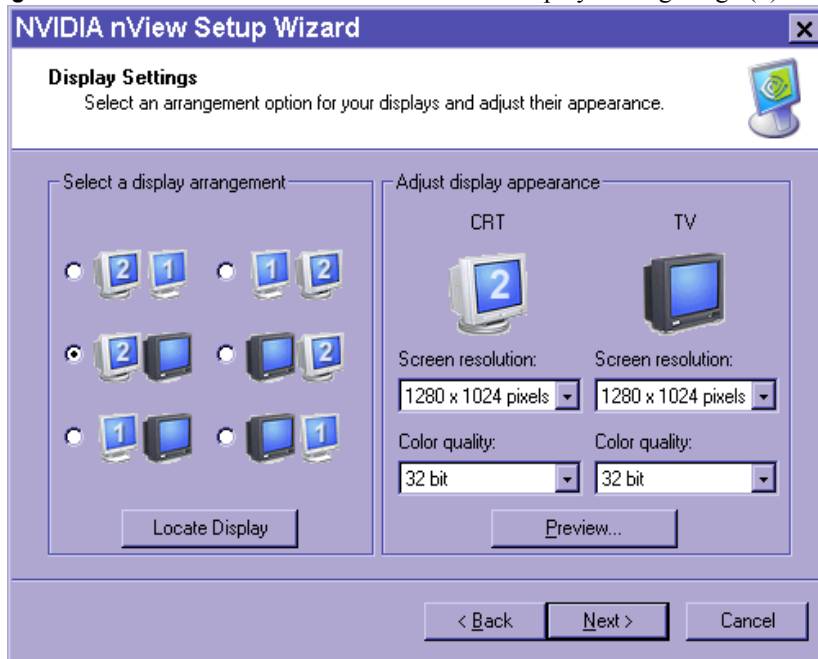 NVIDIA nView Setup Wizard
Display Settings
Select an arrangement option for your displays and adjust their appearance.
Select a display arrangement
2 1 1 2
2 2
1 1
Locate Display
Adjust display appearance
CRT TV
2
Screen resolution: Screen resolution:
1280 x 1024 pixels 1280 x 1024 pixels
Color quality: Color quality:
32 bit 32 bit
Preview...
< Back Next > Cancel